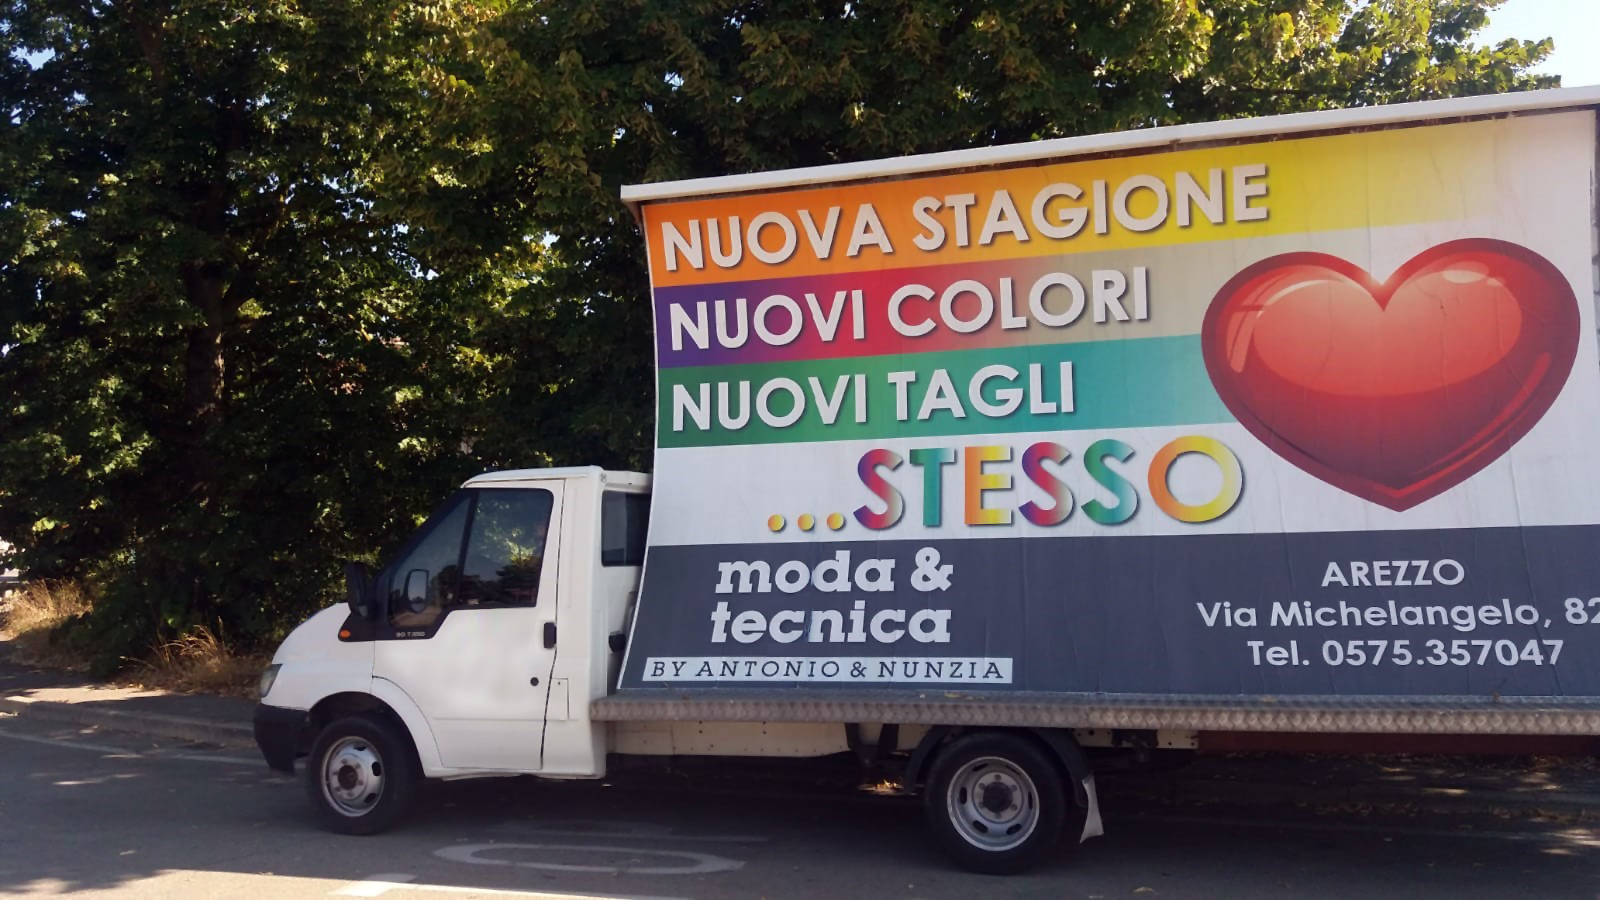 NUOVA STAGIONE
NUOVI COLORI
NUOVI TAGLI
...STESSO
moda &
tecnica
BY ANTONIO & NUNZIA
AREZZO
Via Michelangelo, 82
Tel. 0575.357047